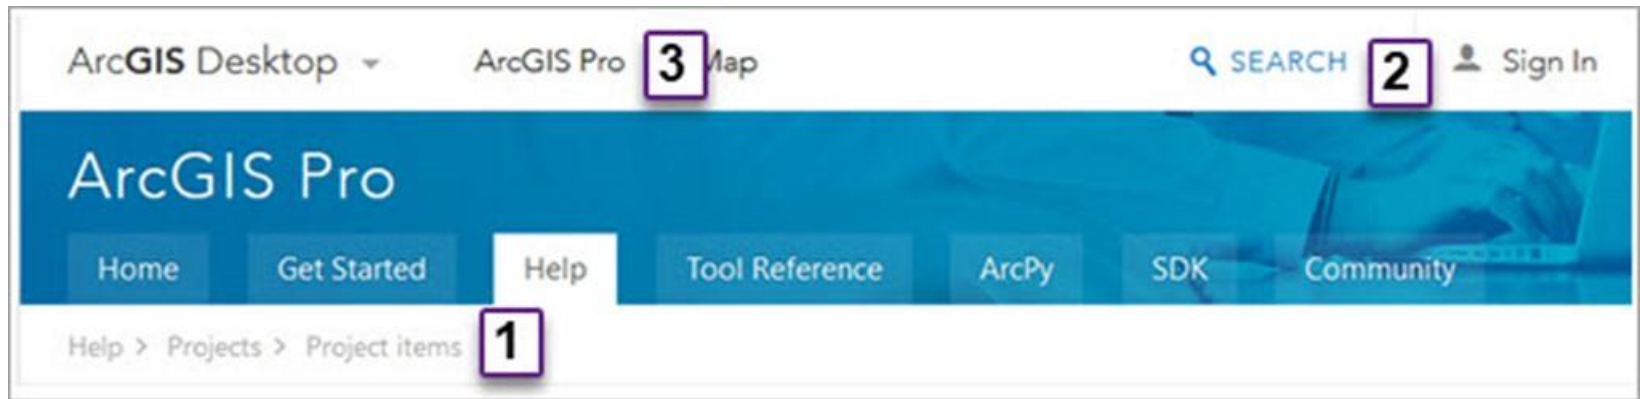 ArcGIS Desktop ArcGIS Pro 3 Map SEARCH 2 Sign In
ArcGIS Pro
Home Get Started Help Tool Reference ArcPy SDK Community
Help > Projects > Project items 1